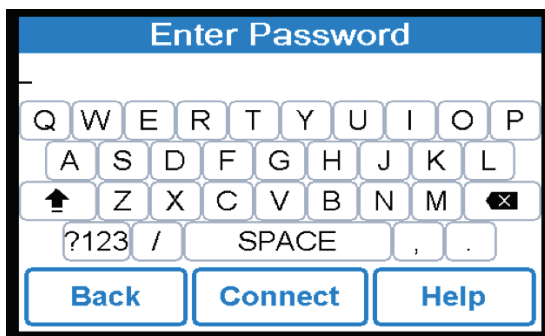 Enter Password
_
Q W E R T Y U I O P
A S D F G H J K L
Z X C V B N M
?123 / SPACE , .
Back Connect Help